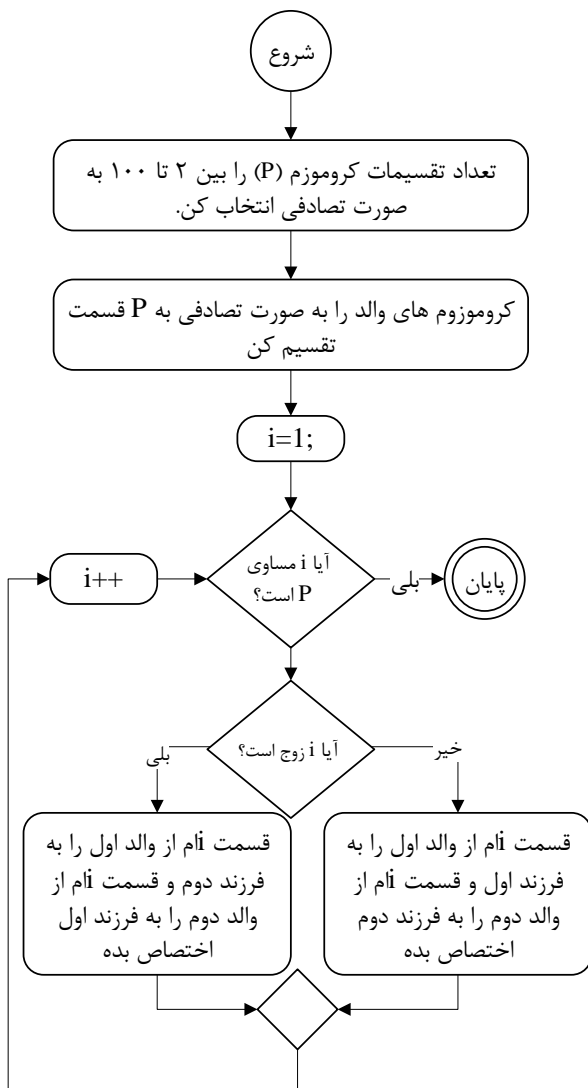 شروع
تعداد تقسیمات کروموزم (P) را بین ۲ تا ۱۰۰ به
صورت تصادفی انتخاب کن.
کروموزوم های والد را به صورت تصادفی به P قسمت
تقسیم کن
i=1;
آیا i مساوی
P است؟
بلی
پایان
i++
آیا i زوج است؟
خیر
بلی
قسمت iام از والد اول را به
فرزند اول و قسمت iام از
والد دوم را به فرزند دوم
اختصاص بده
قسمت iام از والد اول را به
فرزند دوم و قسمت iام از
والد دوم را به فرزند اول
اختصاص بده